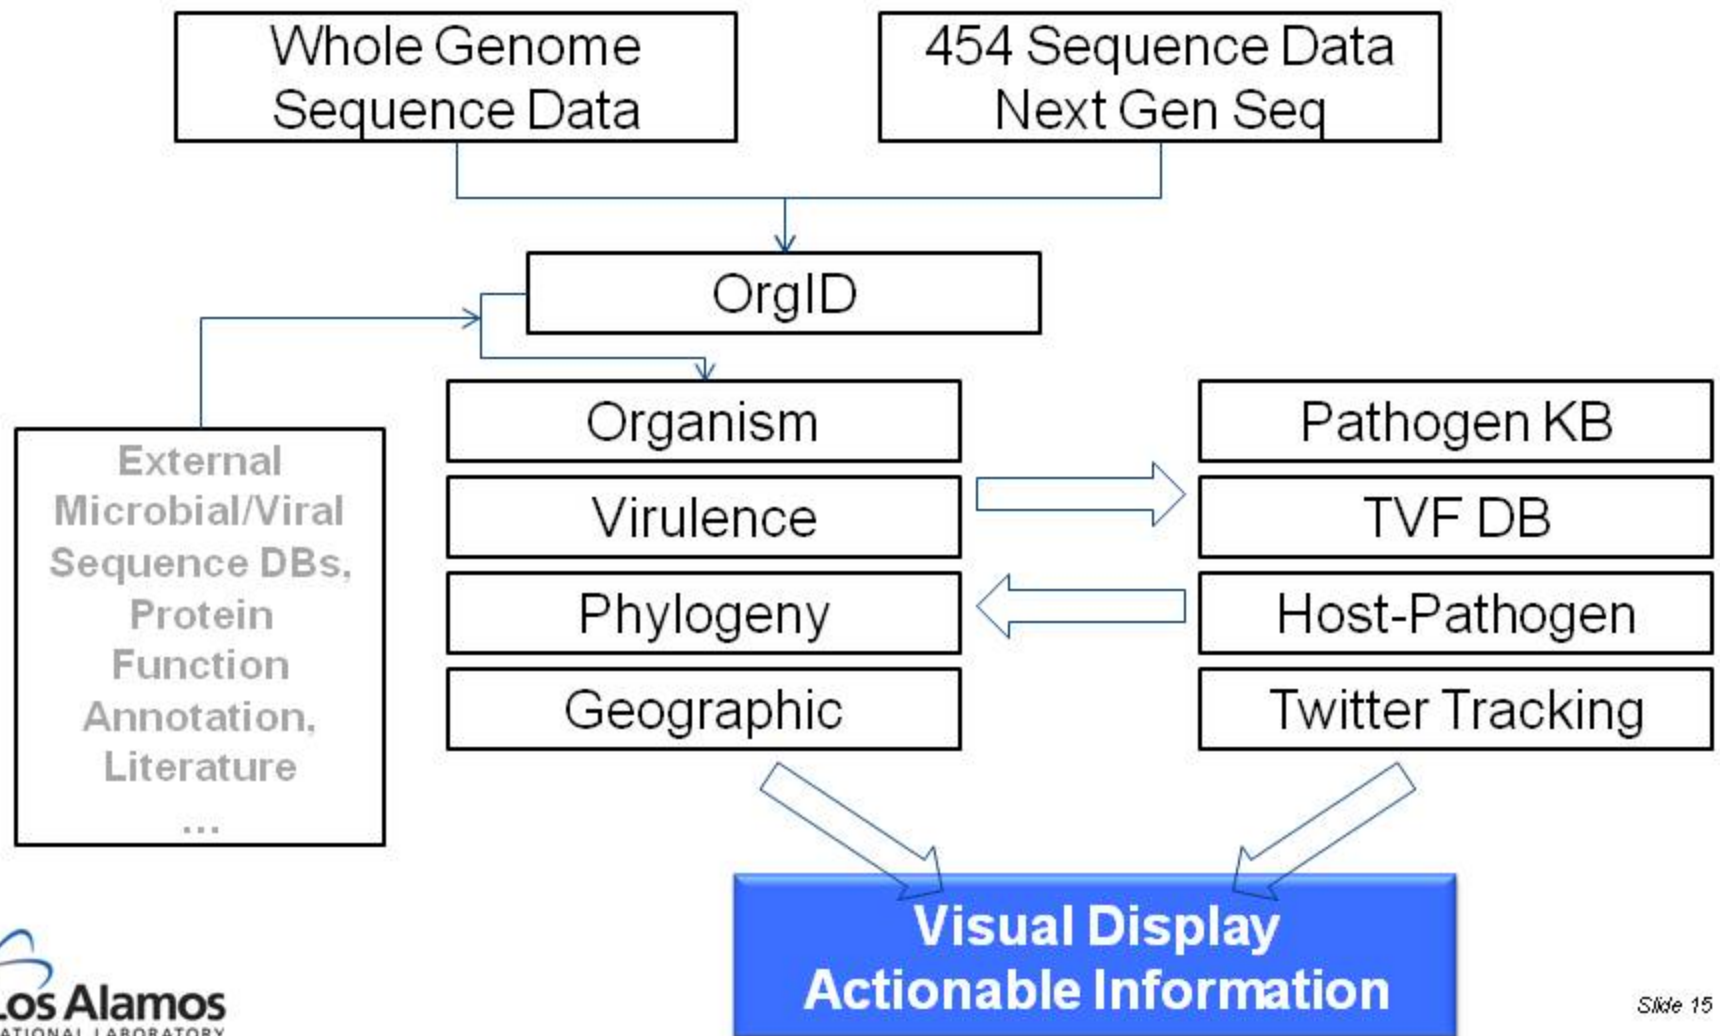 Whole Genome
Sequence Data
454 Sequence Data
Next Gen Seq
OrgID
External
Microbial/Viral
Sequence DBs,
Protein
Function
Annotation,
Literature
...
Organism
Virulence
Phylogeny
Geographic
Pathogen KB
TVF DB
Host-Pathogen
Twitter Tracking
Visual Display
Actionable Information
Los Alamos
NATIONAL LABORATORY
Slide 15